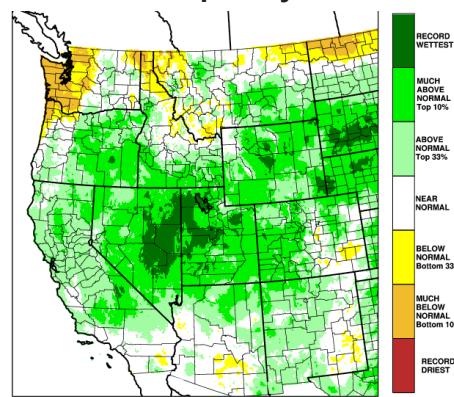 RECORD
WETTEST
MUCH
ABOVE
NORMAL
Top 10%
ABOVE
NORMAL
Top 33%
NEAR
NORMAL
BELOW
NORMAL
Bottom 33
MUCH
BELOW
NORMAL
Bottom 10
RECORD
DRIEST